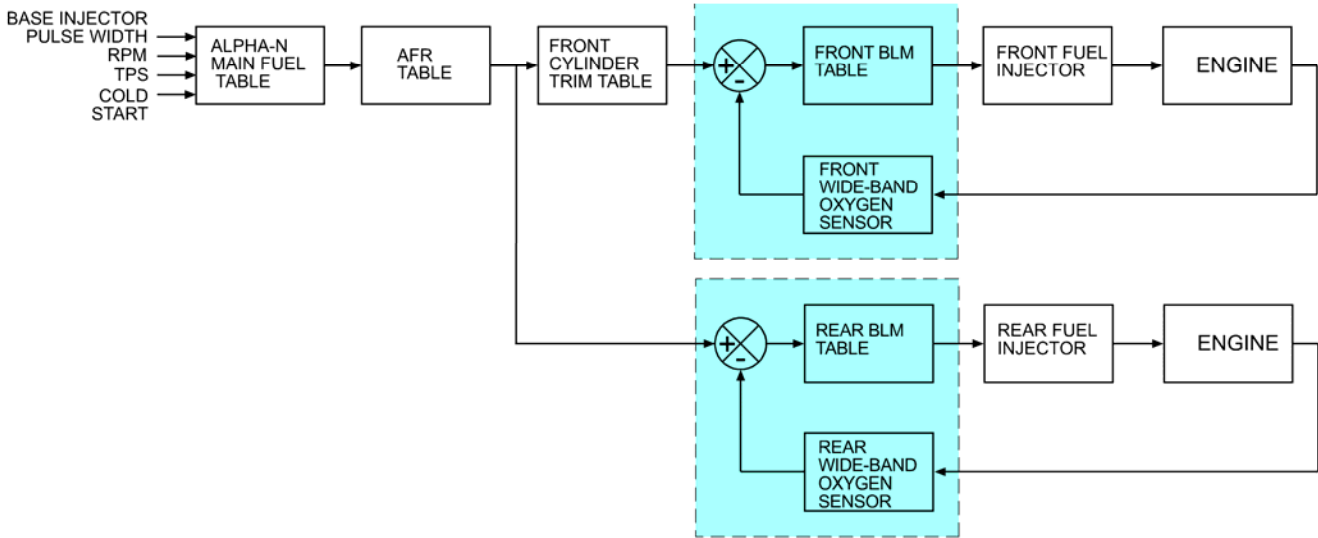 BASE INJECTOR
PULSE WIDTH
RPM
TPS
COLD
START
ALPHA-N
MAIN FUEL
TABLE
AFR
TABLE
FRONT
CYLINDER
TRIM TABLE
+
-
FRONT BLM
TABLE
FRONT FUEL
INJECTOR
ENGINE
FRONT
WIDE-BAND
OXYGEN
SENSOR
+
-
REAR BLM
TABLE
REAR FUEL
INJECTOR
ENGINE
REAR
WIDE-BAND
OXYGEN
SENSOR